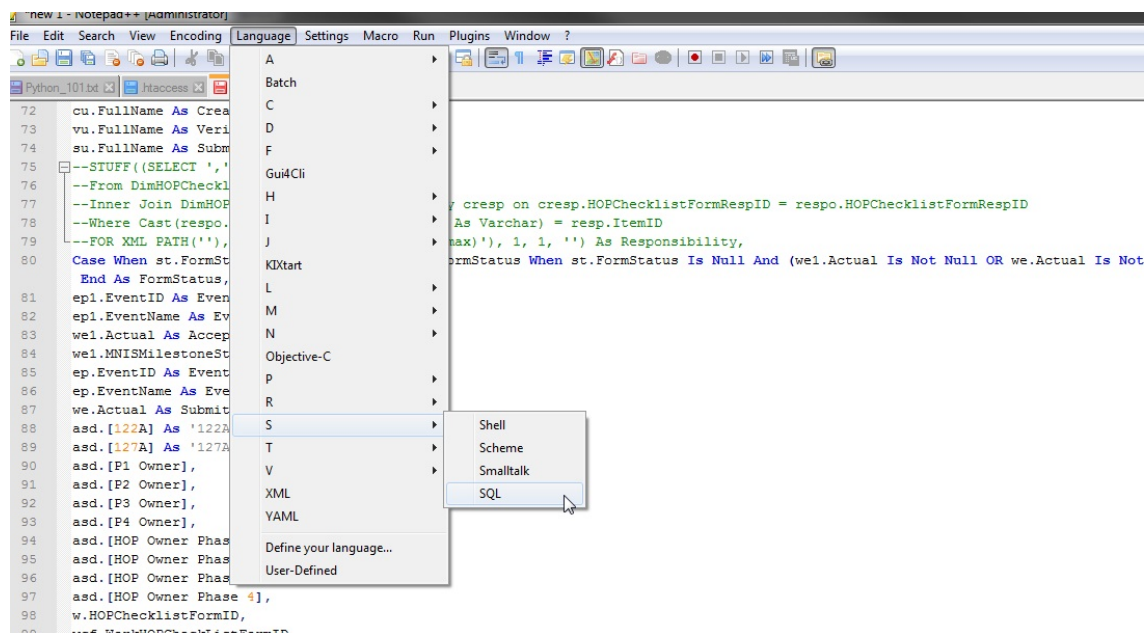 *new 1 - Notepad++ [Administrator]
File Edit Search View Encoding Language Settings Macro Run Plugins Window ?
Python_101.txt .htaccess
A
Batch
C
D
F
Gui4Cli
H
I
J
KIXtart
L
M
N
Objective-C
P
R
S
T
V
XML
YAML
Define your language...
User-Defined
Shell
Scheme
Smalltalk
SQL
72 cu.FullName As Crea
73 vu.FullName As Veri
74 su.FullName As Subm
75 --STUFF((SELECT ','
76 --From DimHOPCheckl
77 --Inner Join DimHOP y cresp on cresp.HOPChecklistFormRespID = respo.HOPChecklistFormRespID
78 --Where Cast(respo. As Varchar) = resp.ItemID
79 --FOR XML PATH(''), max)'), 1, 1, '') As Responsibility,
80 Case When st.FormSt ormStatus When st.FormStatus Is Null And (we1.Actual Is Not Null OR we.Actual Is Not
End As FormStatus,
81 ep1.EventID As Even
82 ep1.EventName As Ev
83 we1.Actual As Accep
84 we1.MNISMilestoneSt
85 ep.EventID As Event
86 ep.EventName As Eve
87 we.Actual As Submit
88 asd.[122A] As '122A
89 asd.[127A] As '127A
90 asd.[P1 Owner],
91 asd.[P2 Owner],
92 asd.[P3 Owner],
93 asd.[P4 Owner],
94 asd.[HOP Owner Phas
95 asd.[HOP Owner Phas
96 asd.[HOP Owner Phas
97 asd.[HOP Owner Phase 4],
98 w.HOPChecklistFormID,